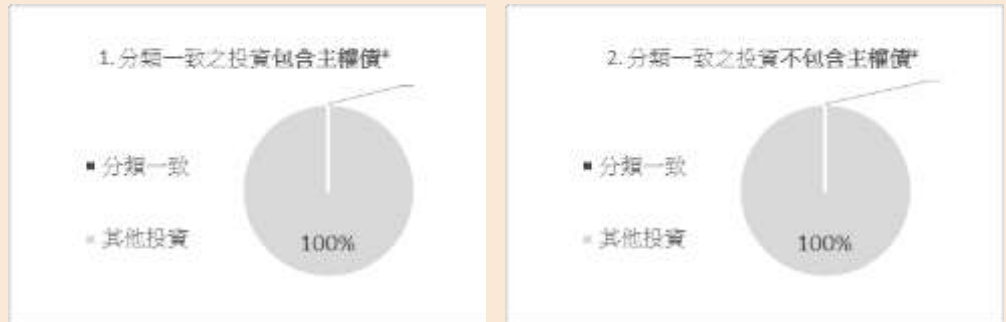 1. 分類一致之投資包含主權債*
■ 分類一致
■ 其他投資
100%
2. 分類一致之投資不包含主權債*
■ 分類一致
■ 其他投資
100%